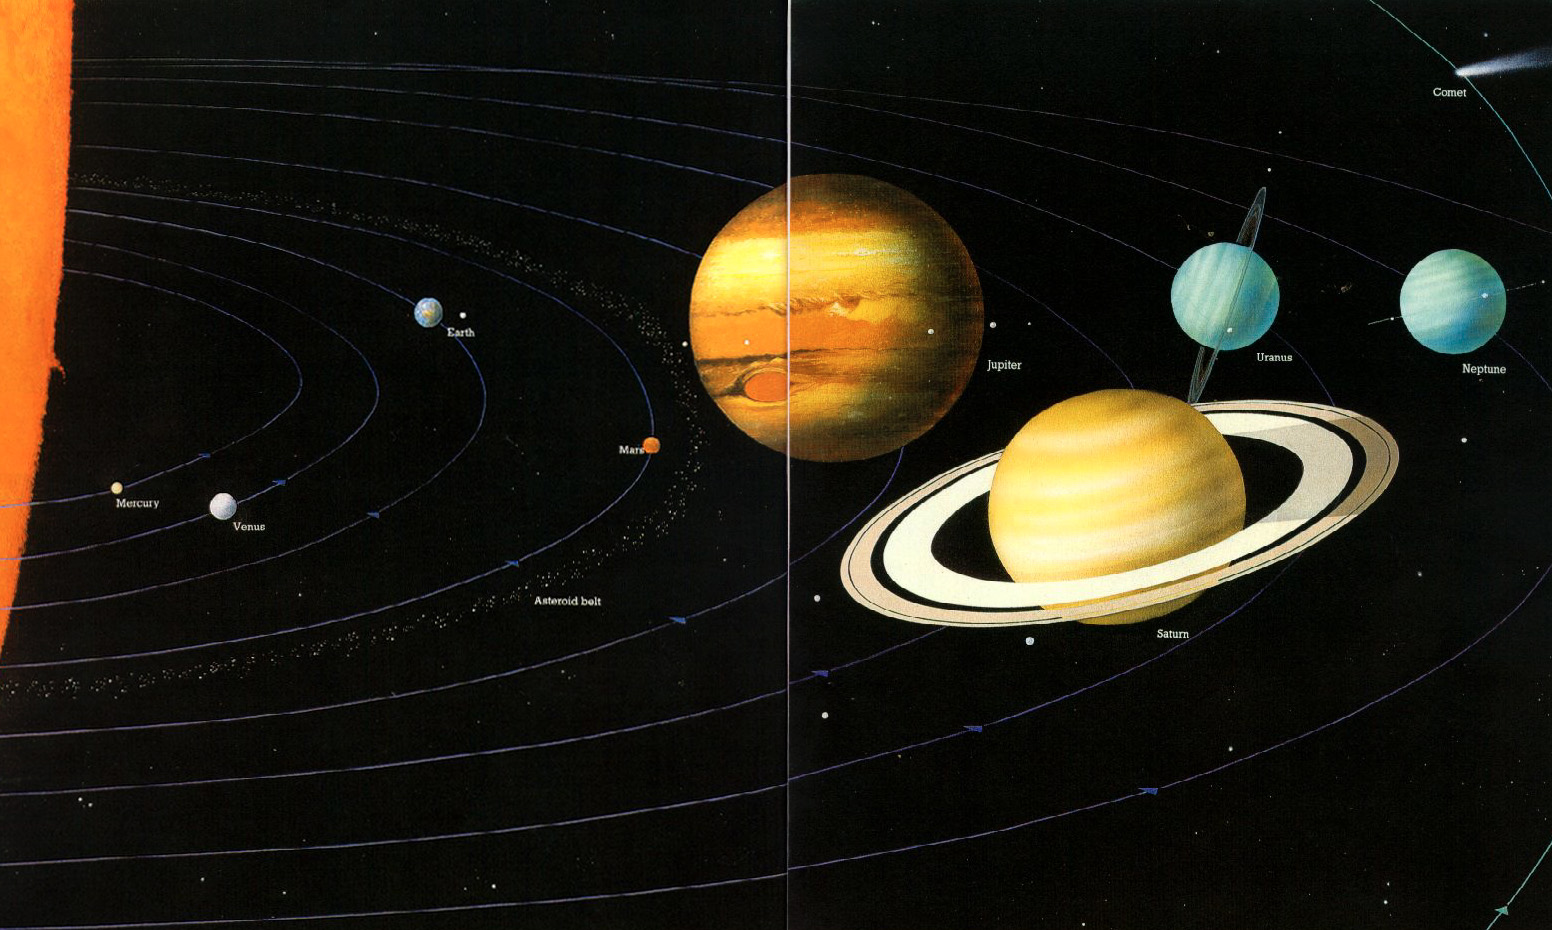 Comet
Earth
Uranus
Jupiter
Neptune
Mars
Mercury
Venus
Asteroid belt
Saturn